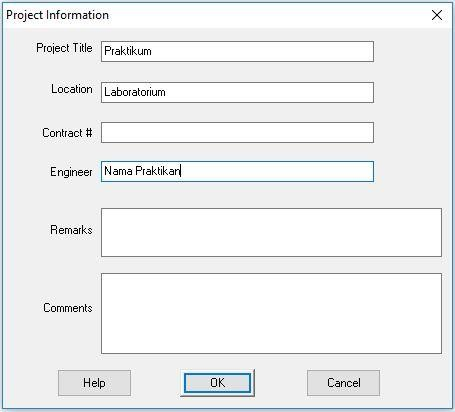 Project Information
Project Title Praktikum
Location Laboratorium
Contract #
Engineer Nama Praktikan
Remarks
Comments
Help OK Cancel